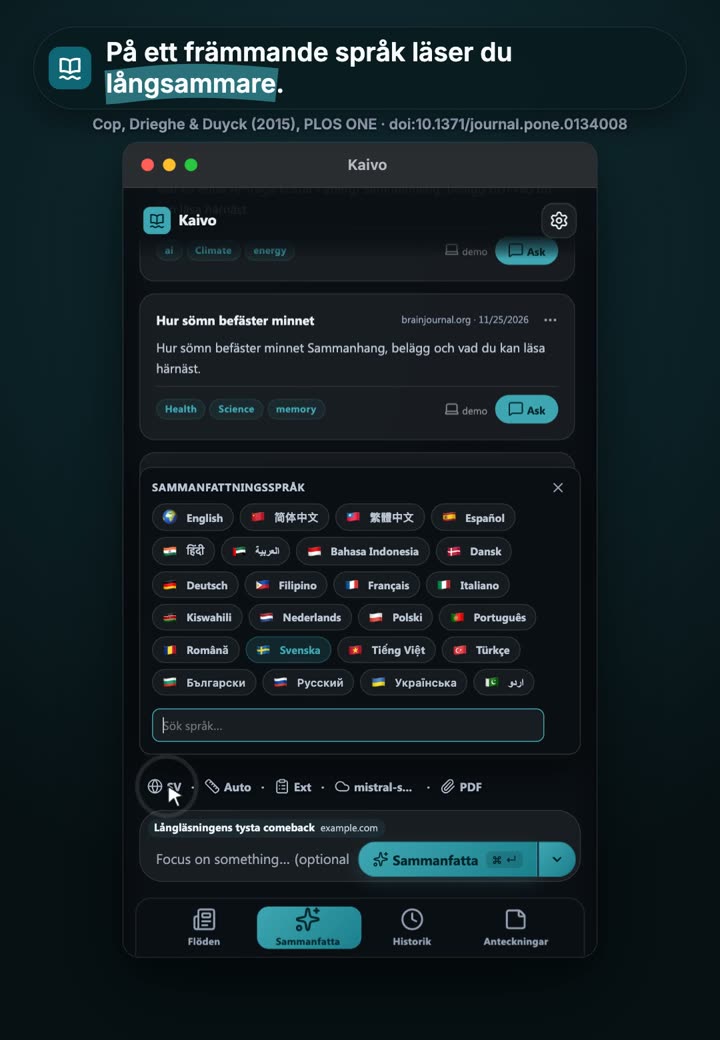 På ett främmande språk läser du
långsammare.
Cop, Drieghe & Duyck (2015), PLOS ONE · doi:10.1371/journal.pone.0134008
Kaivo
Kaivo
ai Climate energy demo Ask
Hur sömn befäster minnet brainjournal.org · 11/25/2026 ...
Hur sömn befäster minnet Sammanhang, belägg och vad du kan läsa
härnäst.
Health Science memory demo Ask
SAMMANFATTNINGSSPRÅK
English 简体中文 繁體中文 Español
हिंदी العربية Bahasa Indonesia Dansk
Deutsch Filipino Français Italiano
Kiswahili Nederlands Polski Português
Română Svenska Tiếng Việt Türkçe
Български Русский Українська اردو
Sök språk...
SV · Auto · Ext · mistral-s... · PDF
Långläsningens tysta comeback example.com
Focus on something... (optional Sammanfatta ⌘ ↵
Flöden Sammanfatta Historik Anteckningar